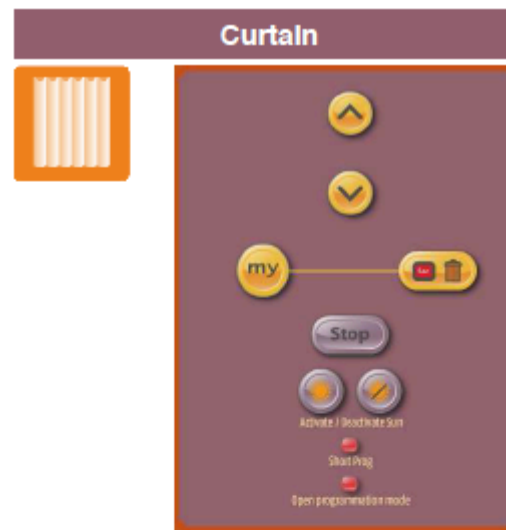 Curtain
my
Stop
Activate / Deactivate Sun
Short Prog
Open programmation mode